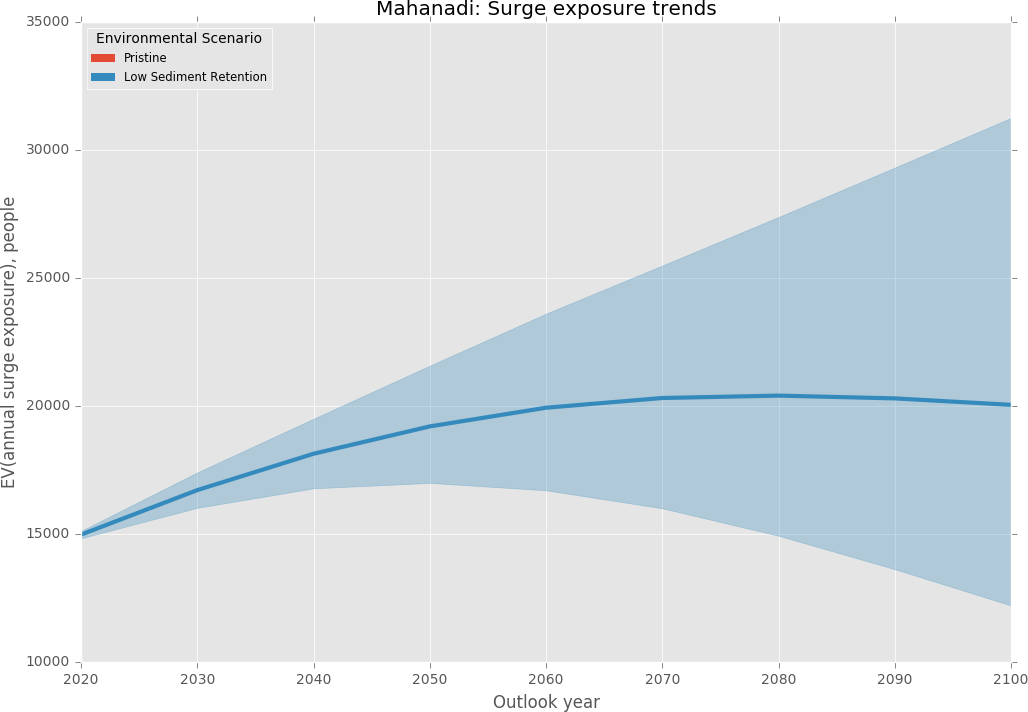 Mahanadi: Surge exposure trends
Environmental Scenario
Pristine
Low Sediment Retention
EV(annual surge exposure), people
35000
30000
25000
20000
15000
10000
2020 2030 2040 2050 2060 2070 2080 2090 2100
Outlook year